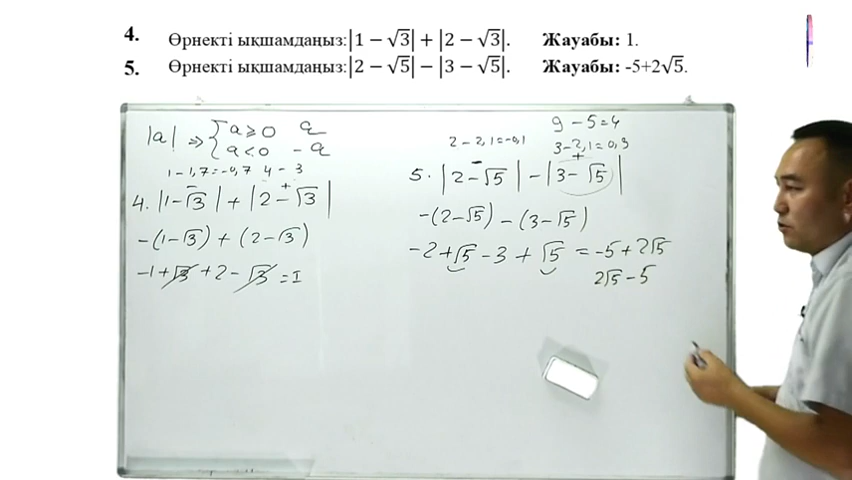 4. Өрнекті ықшамдаңыз:|1 − √3| + |2 − √3|. Жауабы: 1.
5. Өрнекті ықшамдаңыз:|2 − √5| − |3 − √5|. Жауабы: -5+2√5.
|a| => { a ⩾ 0 a
a < 0 − a
1 − 1,7 = −0,7 4 − 3
4. |1−√3| + |2−√3|
− +
−(1−√3) + (2−√3)
−1+√3 + 2 − √3 = 1
9 − 5 = 4
2 − 2,1 = −0,1 3 − 2,1 = 0,9
− +
5. |2−√5| − |3−√5|
−(2−√5) − (3−√5)
−2+√5 − 3 + √5 = −5 + 2√5
2√5 − 5